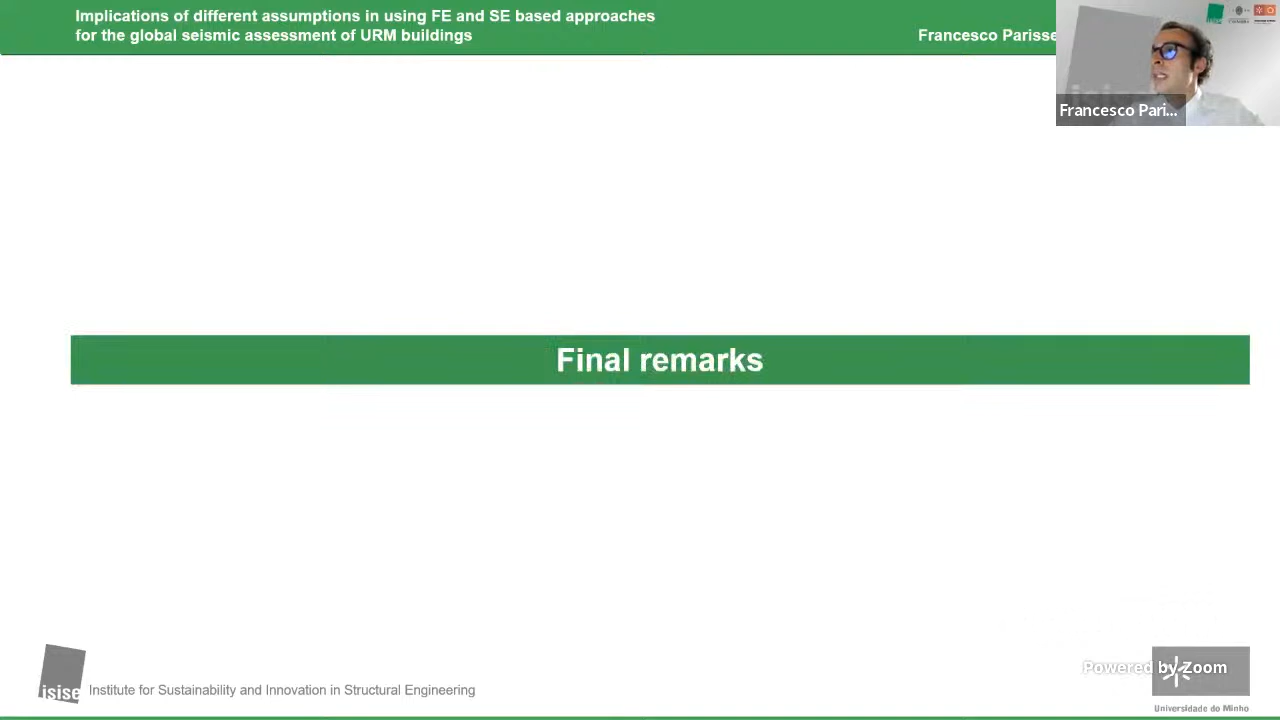 Implications of different assumptions in using FE and SE based approaches
for the global seismic assessment of URM buildings
Francesco Parisse
Francesco Pari...
Final remarks
isise
Institute for Sustainability and Innovation in Structural Engineering
Powered by Zoom
Universidade do Minho